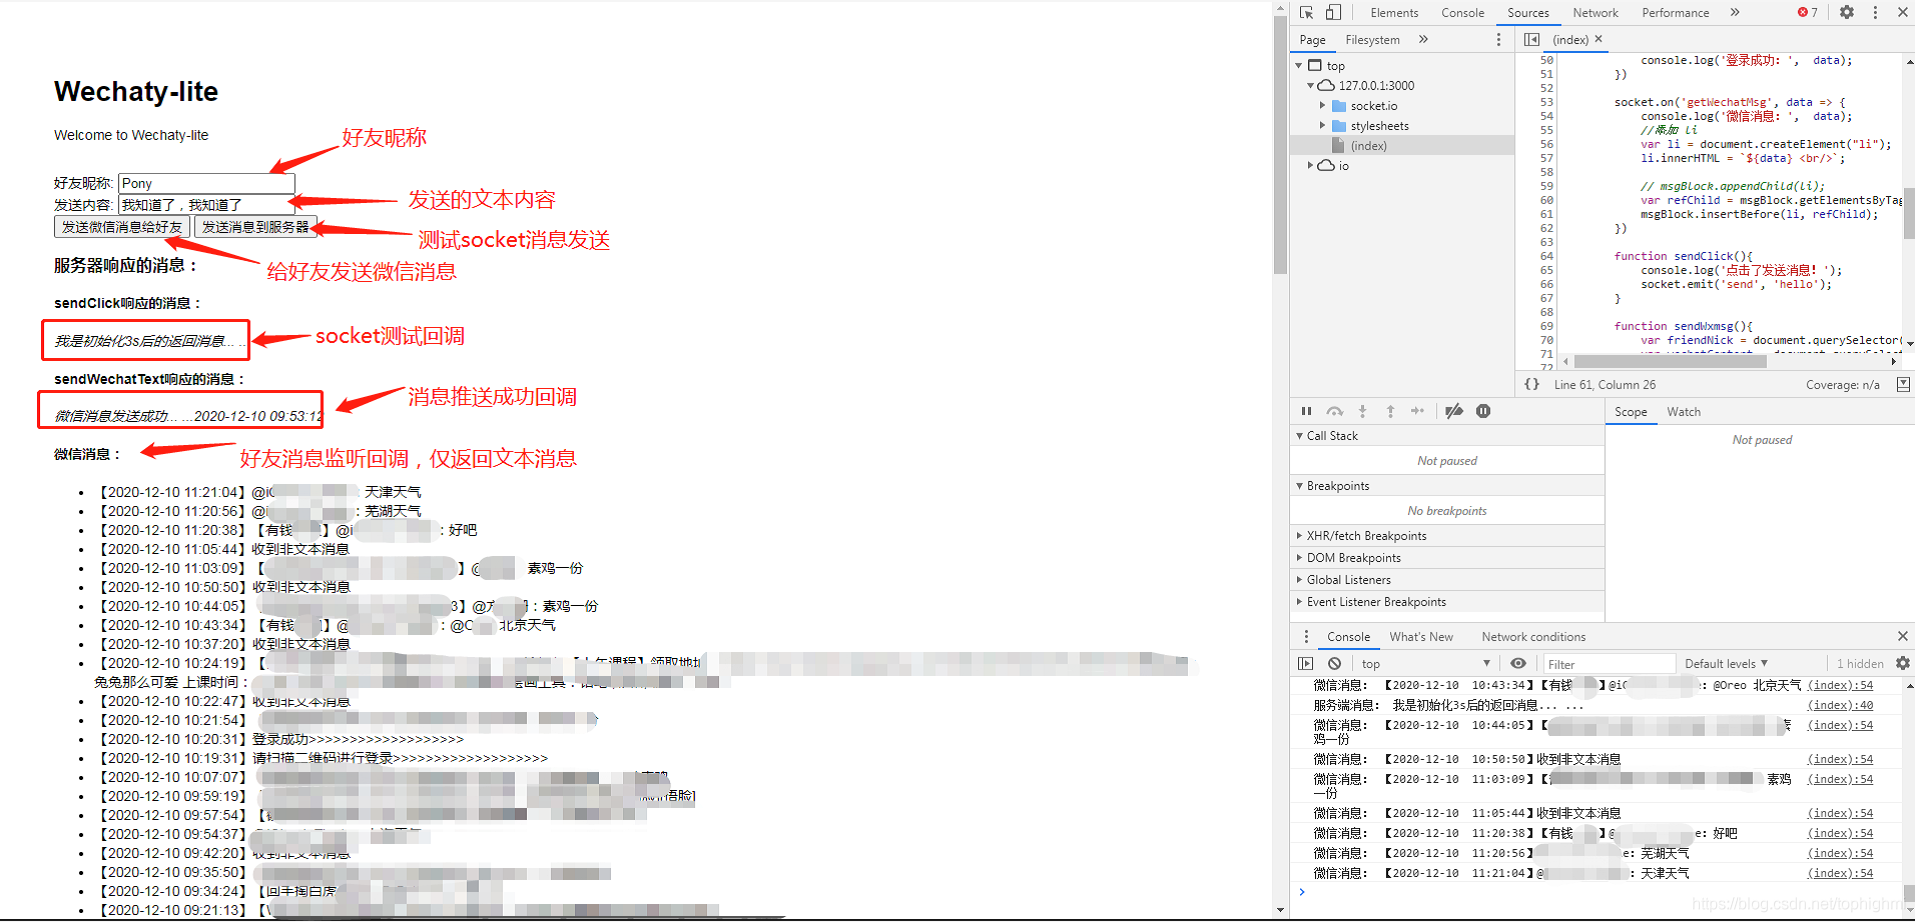 Wechaty-lite
Welcome to Wechaty-lite
好友昵称
好友昵称: Pony
发送内容: 我知道了，我知道了
发送的文本内容
发送微信消息给好友 发送消息到服务器
测试socket消息发送
给好友发送微信消息
服务器响应的消息：
sendClick响应的消息：
我是初始化3s后的返回消息... ..
socket测试回调
sendWechatText响应的消息：
消息推送成功回调
微信消息发送成功... ...2020-12-10 09:53:12
微信消息：
好友消息监听回调，仅返回文本消息
【2020-12-10 11:21:04】@i 天津天气
【2020-12-10 11:20:56】@ : 芜湖天气
【2020-12-10 11:20:38】【有钱 】@i : 好吧
【2020-12-10 11:05:44】收到非文本消息
【2020-12-10 11:03:09】【 】@ 素鸡一份
【2020-12-10 10:50:50】收到非文本消息
【2020-12-10 10:44:05】 3】@方 : 素鸡一份
【2020-12-10 10:43:34】【有钱 】@ : @O 北京天气
【2020-12-10 10:37:20】收到非文本消息
【2020-12-10 10:24:19】【 课程】领取地址
兔兔那么可爱 上课时间：
【2020-12-10 10:22:47】收到非文本消息
【2020-12-10 10:21:54】
【2020-12-10 10:20:31】登录成功>>>>>>>>>>>>>>>>>>>
【2020-12-10 10:19:31】请扫描二维码进行登录>>>>>>>>>>>>>>>>>>>
【2020-12-10 10:07:07】
【2020-12-10 09:59:19】
【2020-12-10 09:57:54】
【2020-12-10 09:54:37】
【2020-12-10 09:42:20】收到非文本消息
【2020-12-10 09:35:50】
【2020-12-10 09:34:24】【回手掏白虎
【2020-12-10 09:21:13】
Elements Console Sources Network Performance » 7
Page Filesystem »
(index) ×
top
127.0.0.1:3000
socket.io
stylesheets
(index)
io
50 console.log('登录成功: ', data);
51 })
52
53 socket.on('getWechatMsg', data => {
54 console.log('微信消息: ', data);
55 //添加 li
56 var li = document.createElement("li");
57 li.innerHTML = `${data} <br/>`;
58
59 // msgBlock.appendChild(li);
60 var refChild = msgBlock.getElementsByTag
61 msgBlock.insertBefore(li, refChild);
62 })
63
64 function sendClick(){
65 console.log('点击了发送消息! ');
66 socket.emit('send', 'hello');
67 }
68
69 function sendWxmsg(){
70 var friendNick = document.querySelector(
71
72
{} Line 61, Column 26 Coverage: n/a
Scope Watch
Call Stack
Not paused
Not paused
Breakpoints
No breakpoints
XHR/fetch Breakpoints
DOM Breakpoints
Global Listeners
Event Listener Breakpoints
Console What's New Network conditions
top Filter Default levels 1 hidden
微信消息: 【2020-12-10 10:43:34】【有钱 】@i e: @Oreo 北京天气 (index):54
服务端消息: 我是初始化3s后的返回消息... ... (index):40
微信消息: 【2020-12-10 10:44:05】【 素 (index):54
鸡一份
微信消息: 【2020-12-10 10:50:50】收到非文本消息 (index):54
微信消息: 【2020-12-10 11:03:09】【 素鸡 (index):54
一份
微信消息: 【2020-12-10 11:05:44】收到非文本消息 (index):54
微信消息: 【2020-12-10 11:20:38】【有钱 】@ e: 好吧 (index):54
微信消息: 【2020-12-10 11:20:56】 e: 芜湖天气 (index):54
微信消息: 【2020-12-10 11:21:04】@ : 天津天气 (index):54
https://blog.csdn.net/tophighm